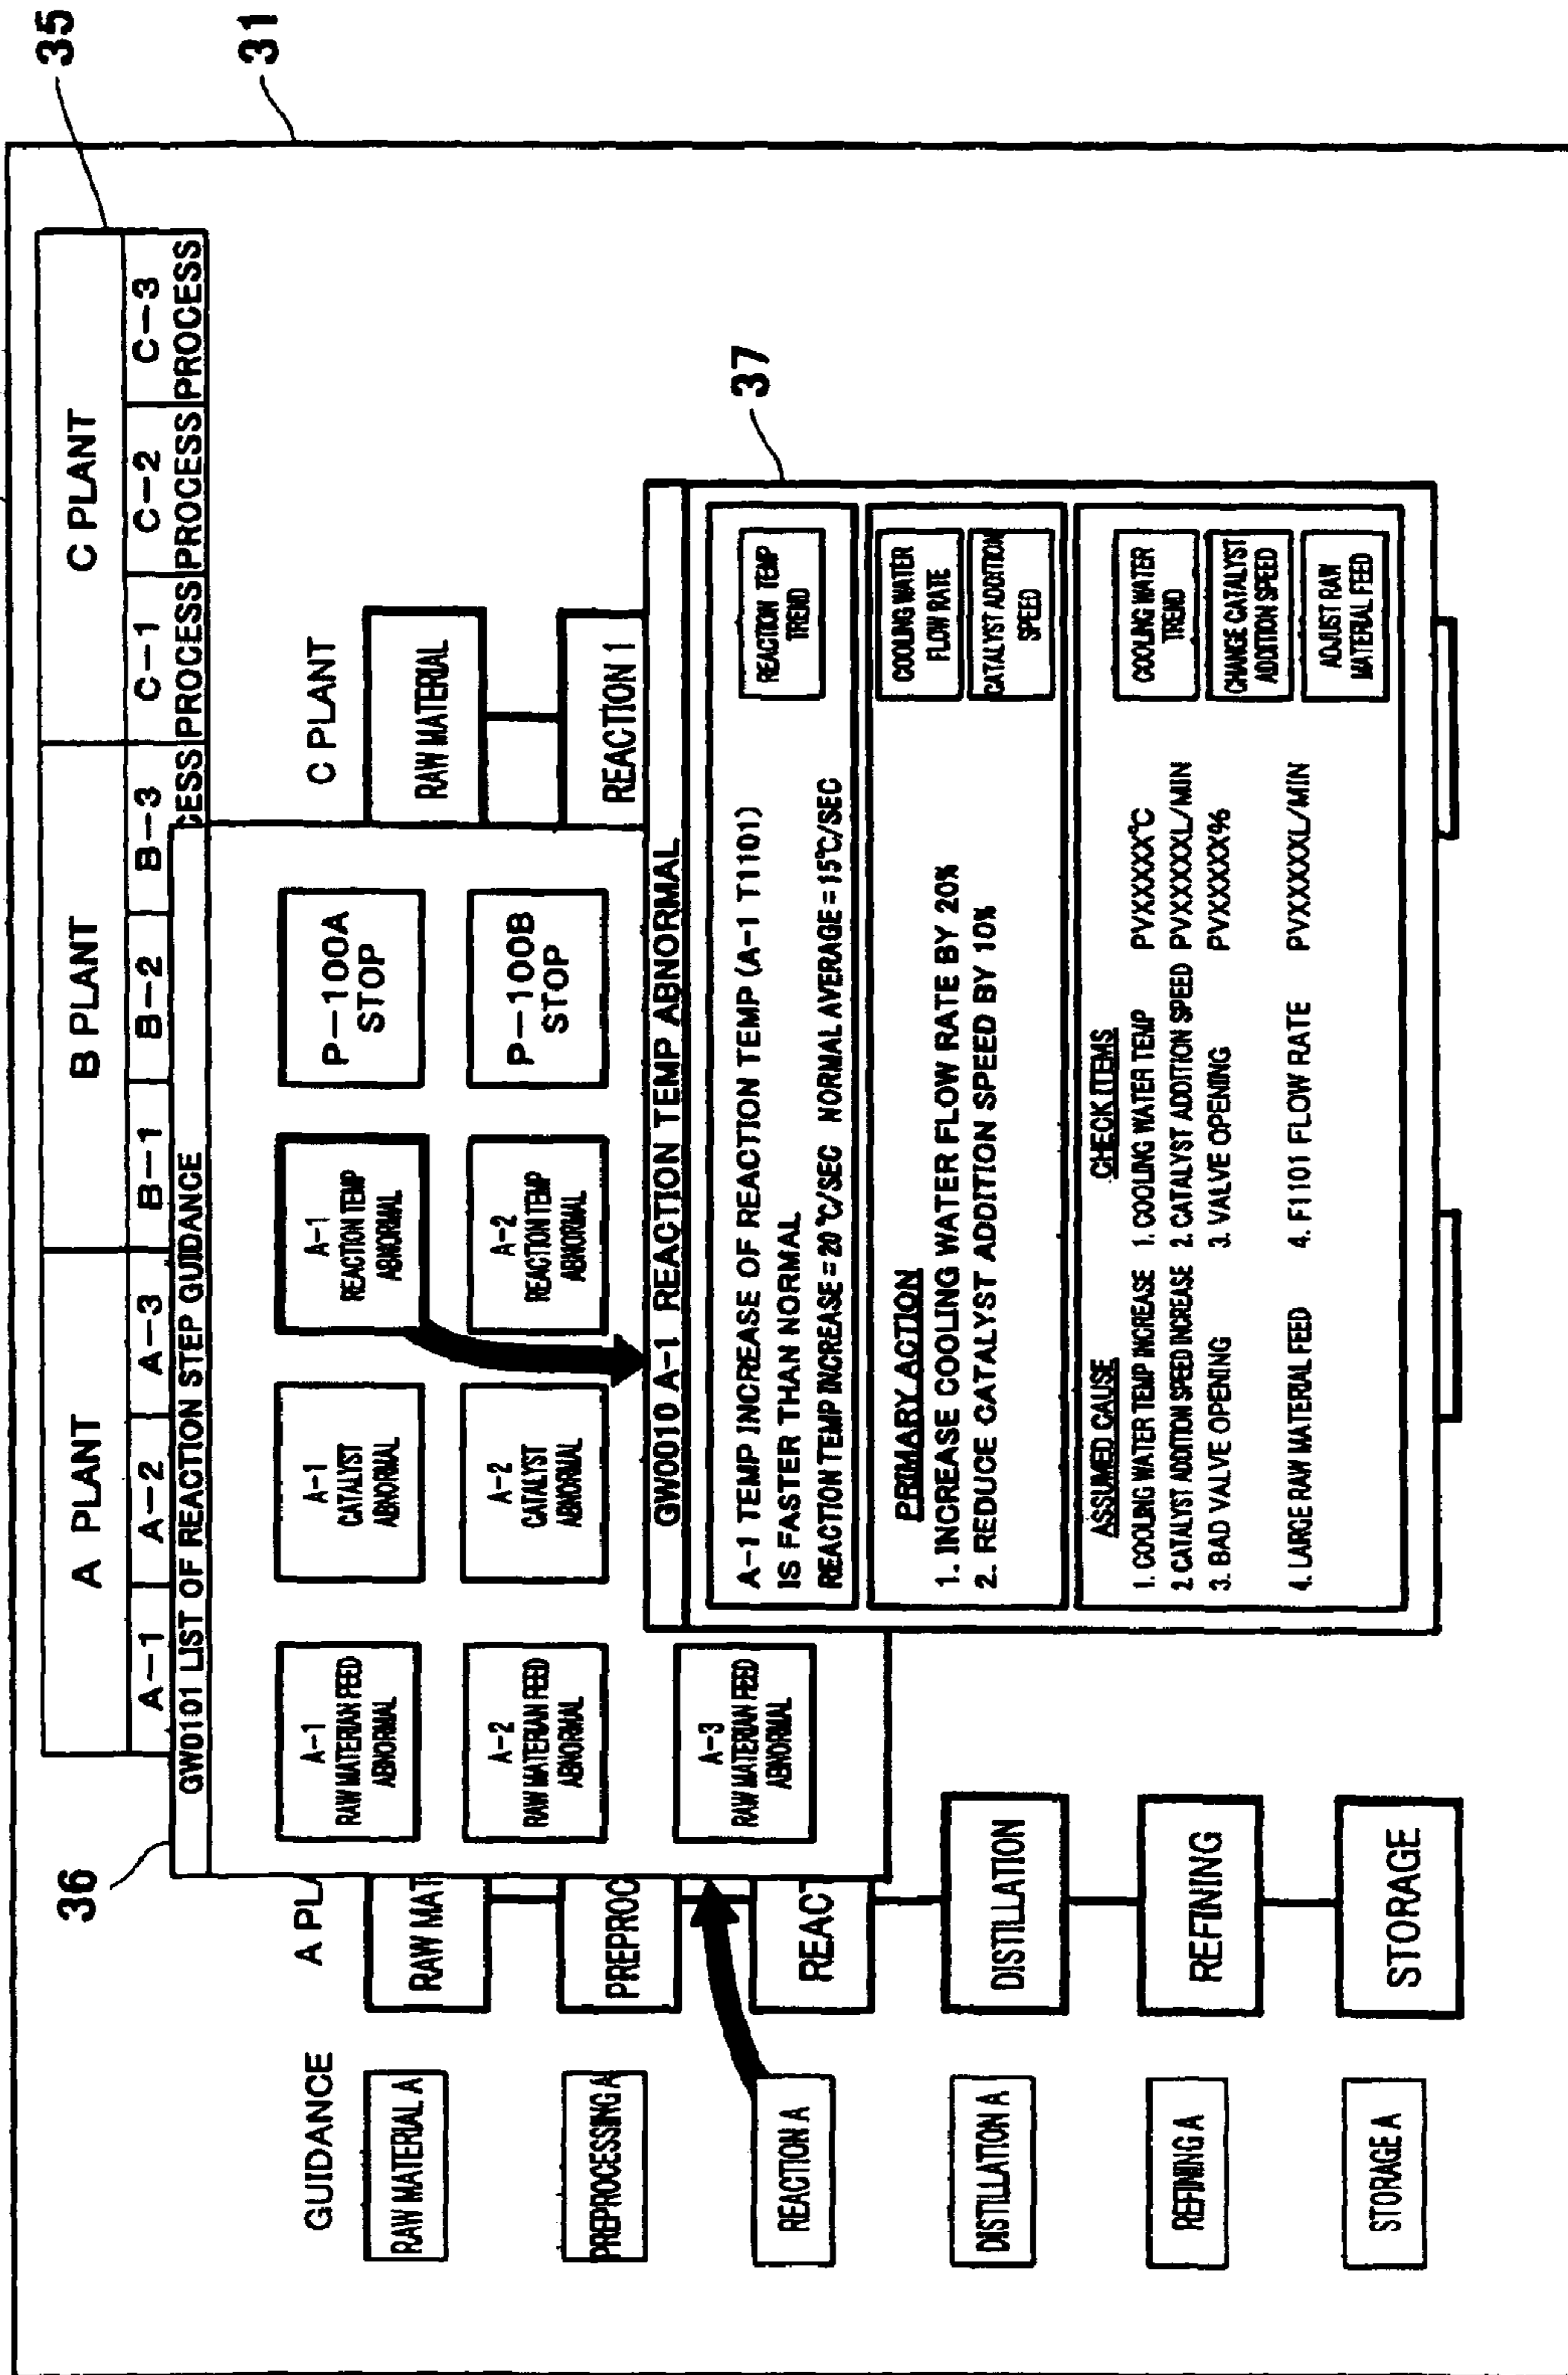 35
31
A PLANT B PLANT C PLANT
A-1 A-2 A-3 B-1 B-2 B-3 C-1 C-2 C-3
CESS PROCESS PROCESS PROCESS
36
GW0101 LIST OF REACTION STEP GUIDANCE
GUIDANCE
RAW MATERIAL A
PREPROCESSING A
REACTION A
DISTILLATION A
REFINING A
STORAGE A
A PLA
RAW MAT
PREPROC
REACT
DISTILLATION
REFINING
STORAGE
A-1
RAW MATERIAN FEED
ABNORMAL
A-1
CATALYST
ABNORMAL
A-1
REACTION TEMP
ABNORMAL
P-100A
STOP
A-2
RAW MATERIAN FEED
ABNORMAL
A-2
CATALYST
ABNORMAL
A-2
REACTION TEMP
ABNORMAL
P-100B
STOP
A-3
RAW MATERIAN FEED
ABNORMAL
C PLANT
RAW MATERIAL
REACTION 1
37
GW0010 A-1 REACTION TEMP ABNORMAL
A-1 TEMP INCREASE OF REACTION TEMP (A-1 T1101)
IS FASTER THAN NORMAL
REACTION TEMP INCREASE = 20℃/SEC NORMAL AVERAGE = 15℃/SEC
REACTION TEMP
TREND
PRIMARY ACTION
1. INCREASE COOLING WATER FLOW RATE BY 20%
2. REDUCE CATALYST ADDITION SPEED BY 10%
COOLING WATER
FLOW RATE
CATALYST ADDITION
SPEED
ASSUMED CAUSE CHECK ITEMS
1. COOLING WATER TEMP INCREASE 1. COOLING WATER TEMP PVXXXX℃
2. CATALYST ADDITION SPEED INCREASE 2. CATALYST ADDITION SPEED PVXXXXL/MIN
3. BAD VALVE OPENING 3. VALVE OPENING PVXXXX%
4. LARGE RAW MATERIAL FEED 4. F1101 FLOW RATE PVXXXXL/MIN
COOLING WATER
TREND
CHANGE CATALYST
ADDITION SPEED
ADJUST RAW
MATERIAL FEED